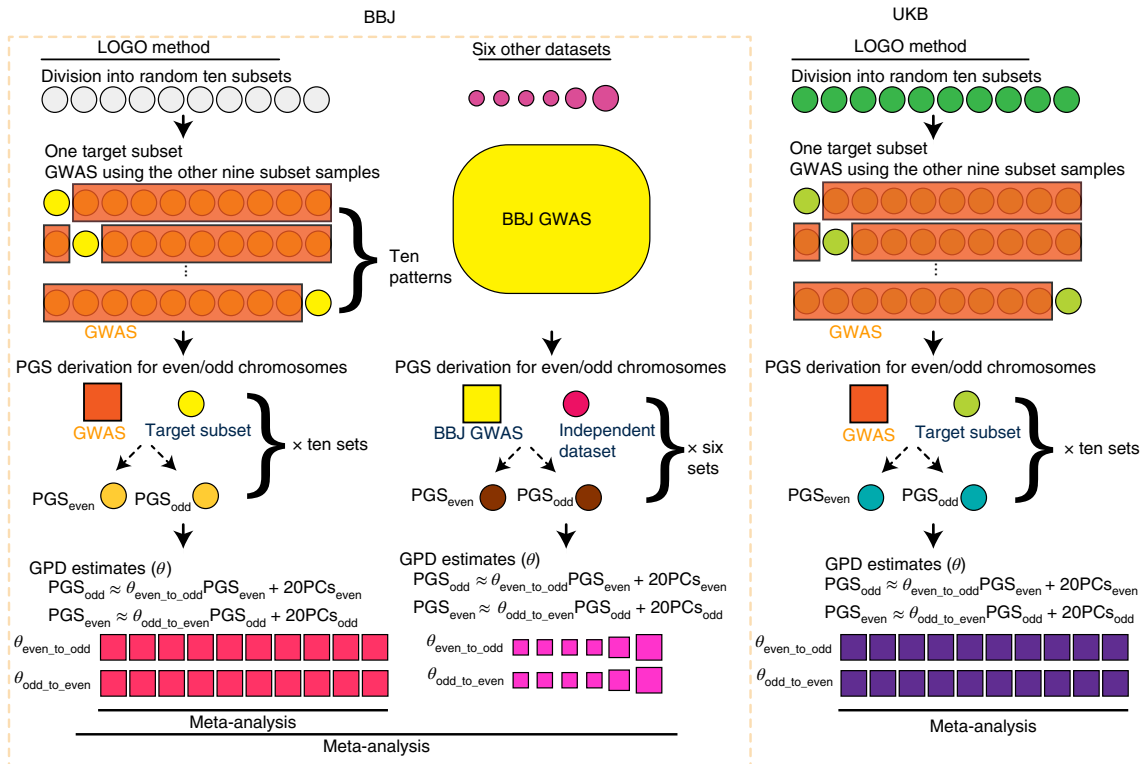 BBJ
LOGO method
Division into random ten subsets
One target subset
GWAS using the other nine subset samples
...
Ten
patterns
GWAS
PGS derivation for even/odd chromosomes
GWAS
Target subset
× ten sets
PGSeven
PGSodd
GPD estimates (θ)
PGSodd ≈ θeven_to_oddPGSeven + 20PCseven
PGSeven ≈ θodd_to_evenPGSodd + 20PCsodd
θeven_to_odd
θodd_to_even
Meta-analysis
Six other datasets
BBJ GWAS
PGS derivation for even/odd chromosomes
BBJ GWAS
Independent
dataset
× six
sets
PGSeven
PGSodd
GPD estimates (θ)
PGSodd ≈ θeven_to_oddPGSeven + 20PCseven
PGSeven ≈ θodd_to_evenPGSodd + 20PCsodd
θeven_to_odd
θodd_to_even
Meta-analysis
UKB
LOGO method
Division into random ten subsets
One target subset
GWAS using the other nine subset samples
...
GWAS
PGS derivation for even/odd chromosomes
GWAS
Target subset
× ten sets
PGSeven
PGSodd
GPD estimates (θ)
PGSodd ≈ θeven_to_oddPGSeven + 20PCseven
PGSeven ≈ θodd_to_evenPGSodd + 20PCsodd
θeven_to_odd
θodd_to_even
Meta-analysis